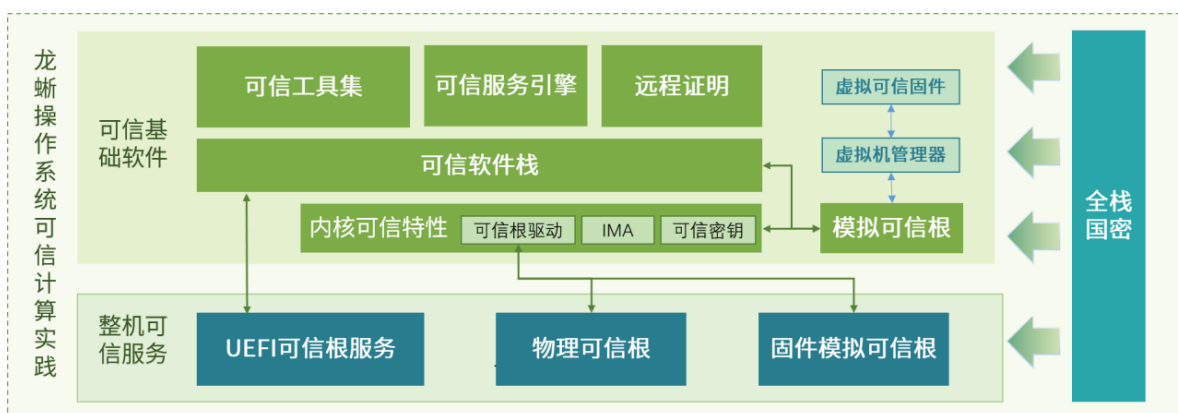 龙蜥操作系统可信计算实践
可信基
础软件
可信工具集
可信服务引擎
远程证明
虚拟可信固件
可信软件栈
虚拟机管理器
内核可信特性
可信根驱动
IMA
可信密钥
模拟可信根
整机可
信服务
UEFI可信根服务
物理可信根
固件模拟可信根
全栈
国密